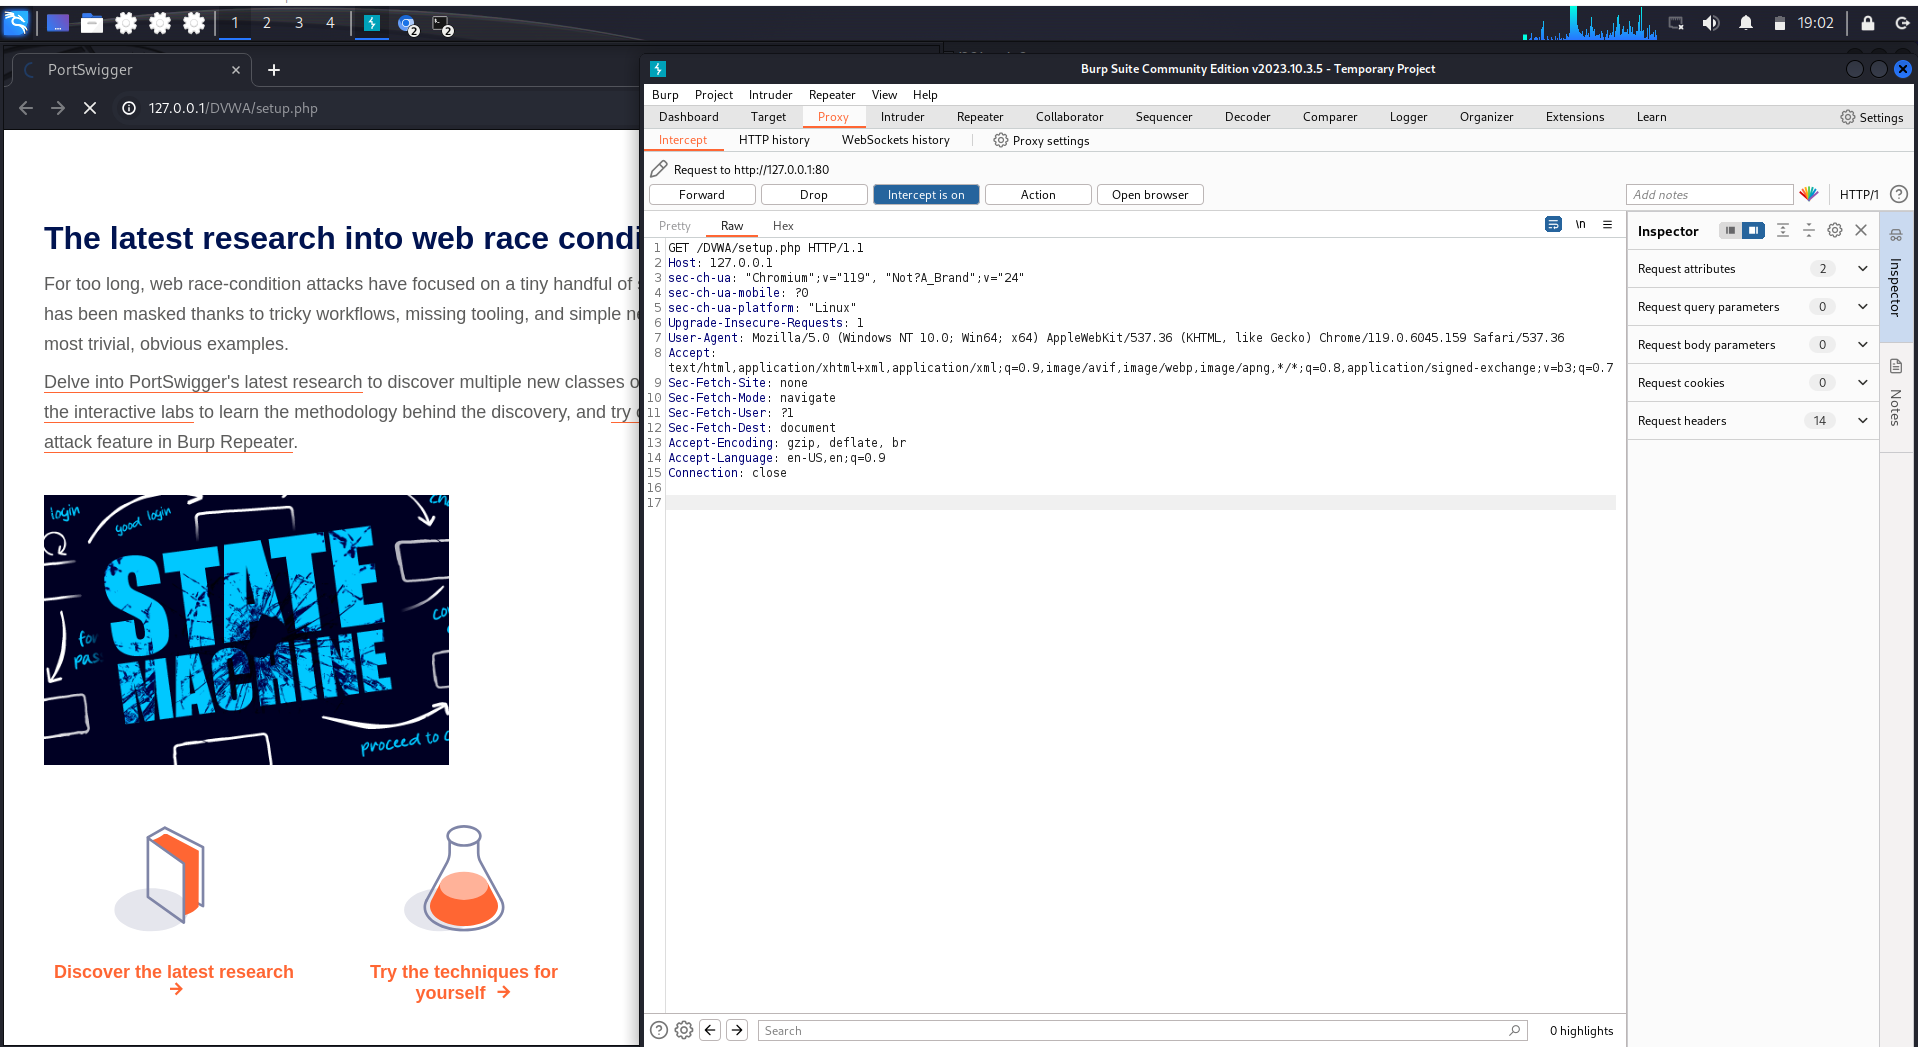 1 2 3 4 2 2 19:02
PortSwigger
127.0.0.1/DVWA/setup.php
The latest research into web race condi
For too long, web race-condition attacks have focused on a tiny handful of
has been masked thanks to tricky workflows, missing tooling, and simple
most trivial, obvious examples.
Delve into PortSwigger's latest research to discover multiple new classes o
the interactive labs to learn the methodology behind the discovery, and try
attack feature in Burp Repeater.
login
good login
STATE
MACHINE
proceed to
Discover the latest research
→
Try the techniques for
yourself →
Burp Suite Community Edition v2023.10.3.5 - Temporary Project
Burp Project Intruder Repeater View Help
Dashboard Target Proxy Intruder Repeater Collaborator Sequencer Decoder Comparer Logger Organizer Extensions Learn Settings
Intercept HTTP history WebSockets history Proxy settings
Request to http://127.0.0.1:80
Forward Drop Intercept is on Action Open browser Add notes HTTP/1
Pretty Raw Hex \n
1 GET /DVWA/setup.php HTTP/1.1
2 Host: 127.0.0.1
3 sec-ch-ua: "Chromium";v="119", "Not?A_Brand";v="24"
4 sec-ch-ua-mobile: ?0
5 sec-ch-ua-platform: "Linux"
6 Upgrade-Insecure-Requests: 1
7 User-Agent: Mozilla/5.0 (Windows NT 10.0; Win64; x64) AppleWebKit/537.36 (KHTML, like Gecko) Chrome/119.0.6045.159 Safari/537.36
8 Accept:
text/html,application/xhtml+xml,application/xml;q=0.9,image/avif,image/webp,image/apng,*/*;q=0.8,application/signed-exchange;v=b3;q=0.7
9 Sec-Fetch-Site: none
10 Sec-Fetch-Mode: navigate
11 Sec-Fetch-User: ?1
12 Sec-Fetch-Dest: document
13 Accept-Encoding: gzip, deflate, br
14 Accept-Language: en-US,en;q=0.9
15 Connection: close
16
17
Search 0 highlights
Inspector
Request attributes 2
Request query parameters 0
Request body parameters 0
Request cookies 0
Request headers 14
Inspector
Notes